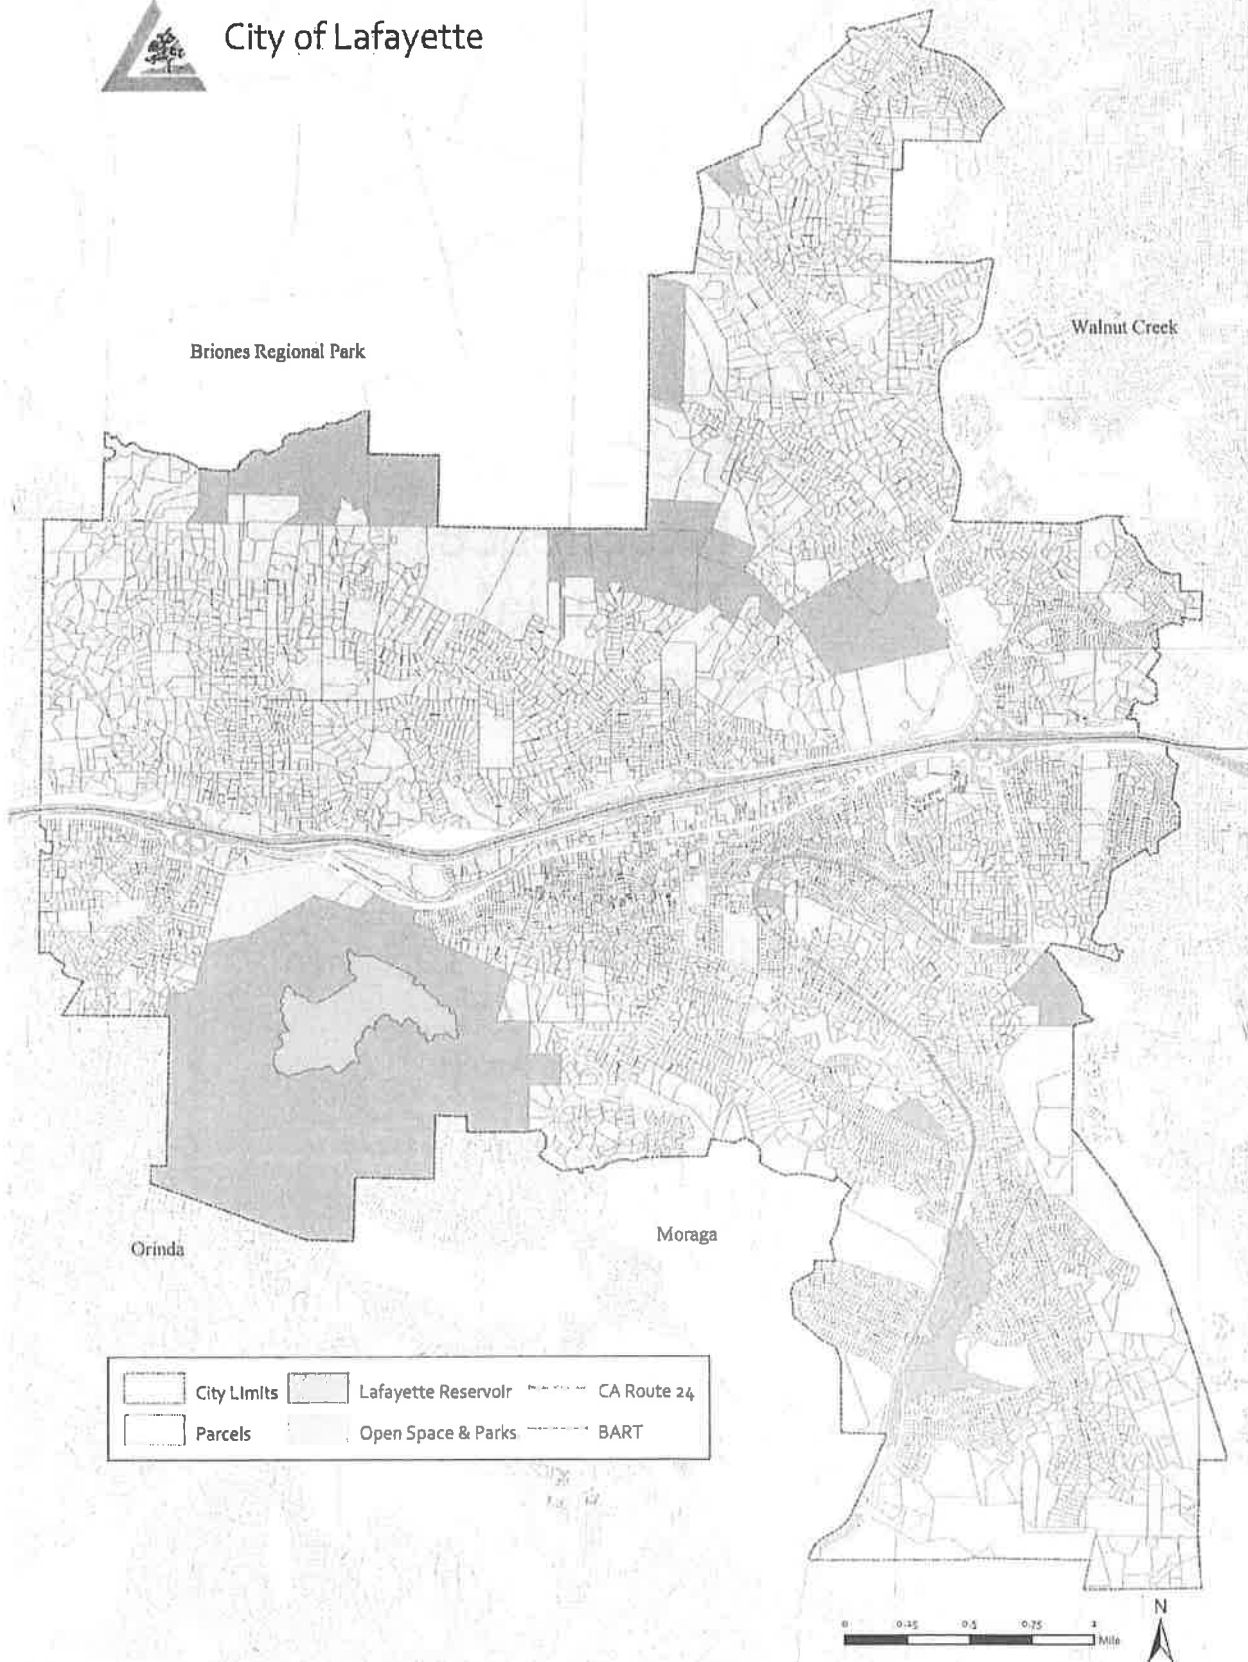 City of Lafayette
Walnut Creek
Briones Regional Park
Moraga
Orinda
City Limits
Lafayette Reservoir
CA Route 24
Parcels
Open Space & Parks
BART
N
0 0.25 0.5 0.75 1
Mile